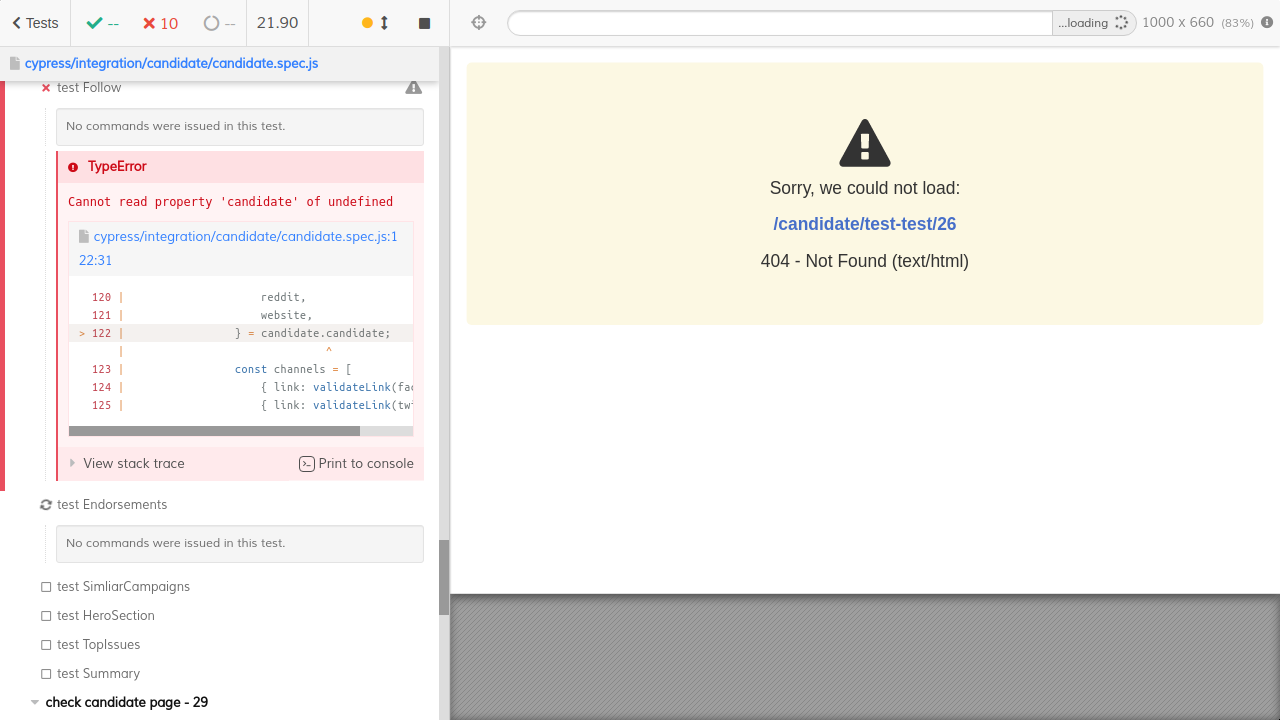 Tests
--
10
--
21.90
...loading
1000 x 660 (83%)
cypress/integration/candidate/candidate.spec.js
test Follow
No commands were issued in this test.
TypeError
Cannot read property 'candidate' of undefined
cypress/integration/candidate/candidate.spec.js:1
22:31
120 | reddit,
121 | website,
> 122 | } = candidate.candidate;
| ^
123 | const channels = [
124 | { link: validateLink(fac
125 | { link: validateLink(twi
View stack trace
Print to console
test Endorsements
No commands were issued in this test.
test SimliarCampaigns
test HeroSection
test TopIssues
test Summary
check candidate page - 29
Sorry, we could not load:
/candidate/test-test/26
404 - Not Found (text/html)